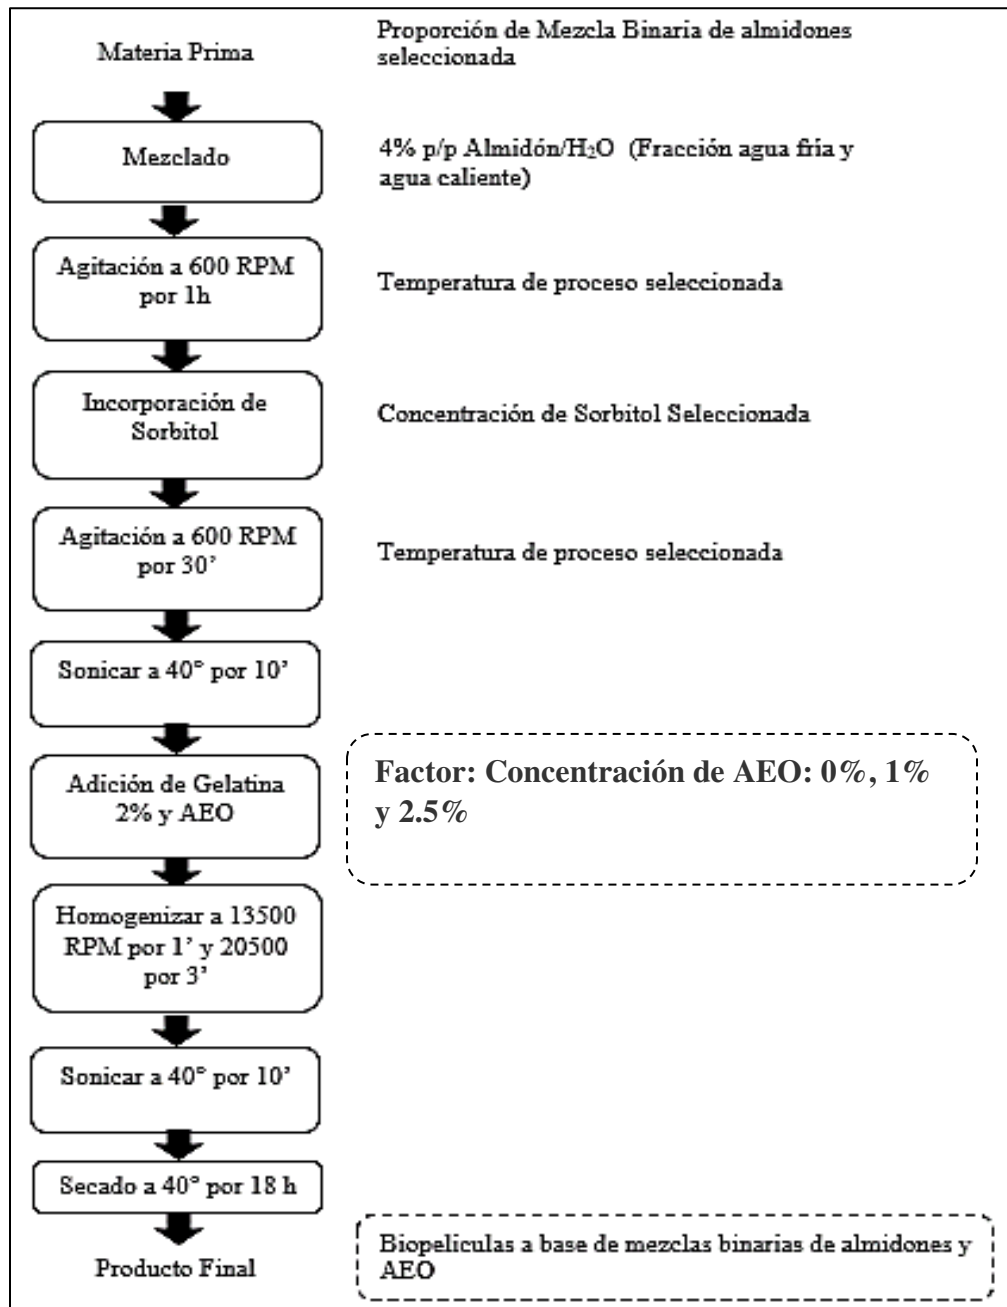 Materia Prima
Proporción de Mezcla Binaria de almidones
seleccionada
Mezclado
4% p/p Almidón/H₂O (Fracción agua fría y
agua caliente)
Agitación a 600 RPM
por 1h
Temperatura de proceso seleccionada
Incorporación de
Sorbitol
Concentración de Sorbitol Seleccionada
Agitación a 600 RPM
por 30’
Temperatura de proceso seleccionada
Sonicar a 40° por 10’
Adición de Gelatina
2% y AEO
Factor: Concentración de AEO: 0%, 1%
y 2.5%
Homogenizar a 13500
RPM por 1’ y 20500
por 3’
Sonicar a 40° por 10’
Secado a 40° por 18 h
Producto Final
Biopeliculas a base de mezclas binarias de almidones y
AEO